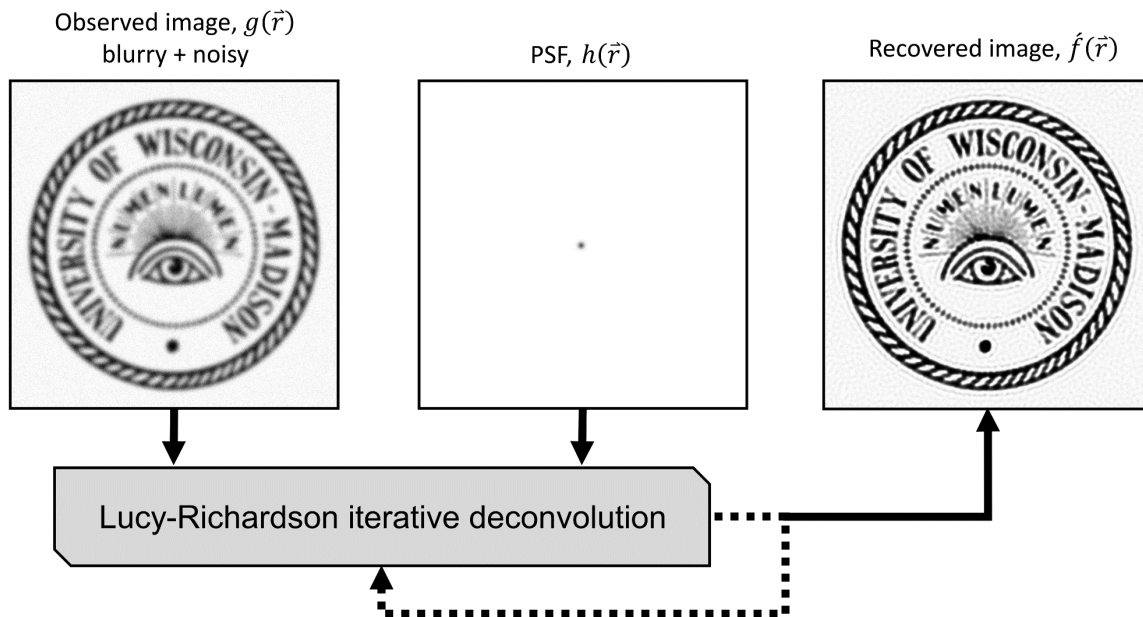 Observed image, g(r⃗)
blurry + noisy
PSF, h(r⃗)
Recovered image, f́(r⃗)
UNIVERSITY OF WISCONSIN-MADISON
NUMEN LUMEN
UNIVERSITY OF WISCONSIN-MADISON
NUMEN LUMEN
Lucy-Richardson iterative deconvolution